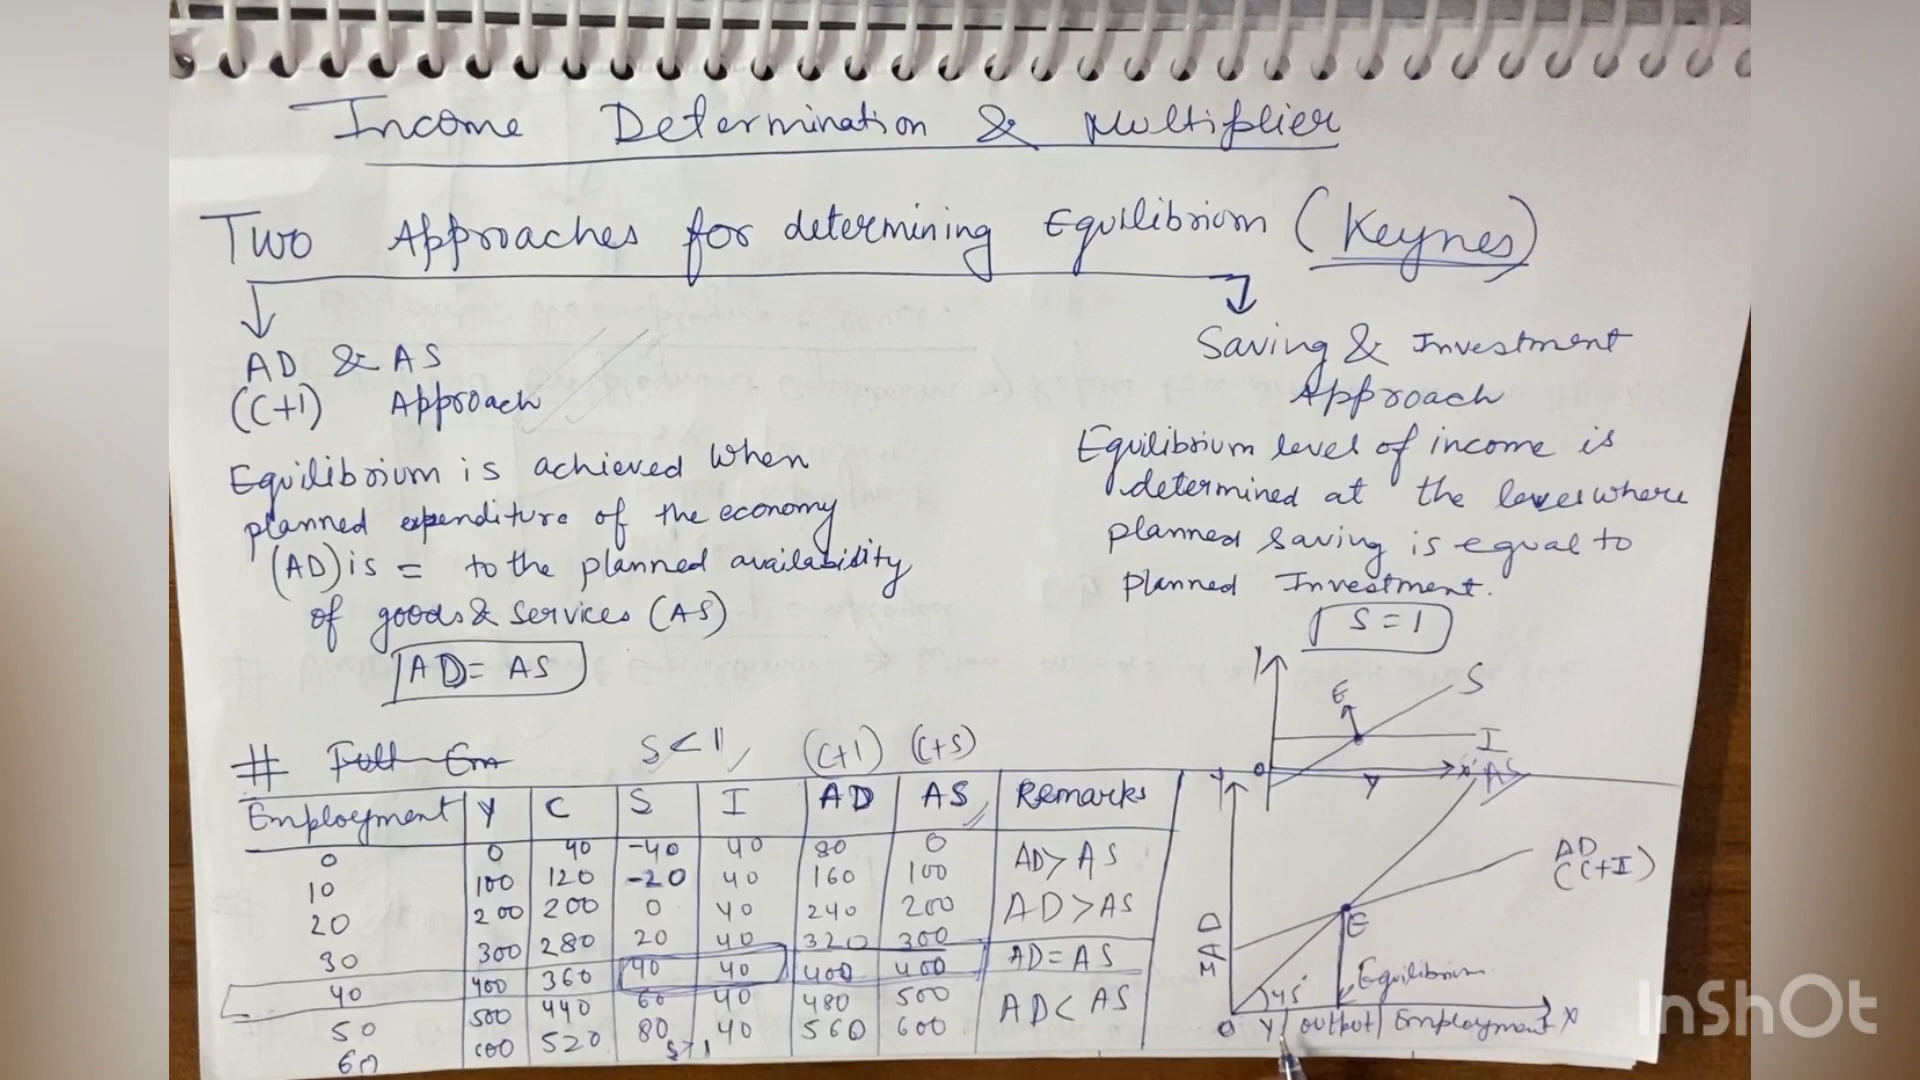 Income Determination & Multiplier
Two Approaches for determining Equilibrium (Keynes)
AD & AS
(C+I) Approach
Equilibrium is achieved when
planned expenditure of the economy
(AD) is = to the planned availability
of goods & services (AS)
AD = AS
Saving & Investment
Approach
Equilibrium level of income is
determined at the level where
planned saving is equal to
planned Investment.
S = I
Y
E
S
I
O
Y
X
# Full Em
S < I (C+I) (C+S)
Employment Y C S I AD AS Remarks
0 0 40 -40 40 80 0 AD > AS
10 100 120 -20 40 160 100
20 200 200 0 40 240 200 AD > AS
30 300 280 20 40 320 300
40 400 360 40 40 400 400 AD = AS
50 500 440 60 40 480 500 AD < AS
60 600 520 80 40 560 600
S > I
Y
AS
AD
(C+I)
AD
E
45°
Equilibrium
O Y | output | Employment X
InShOt